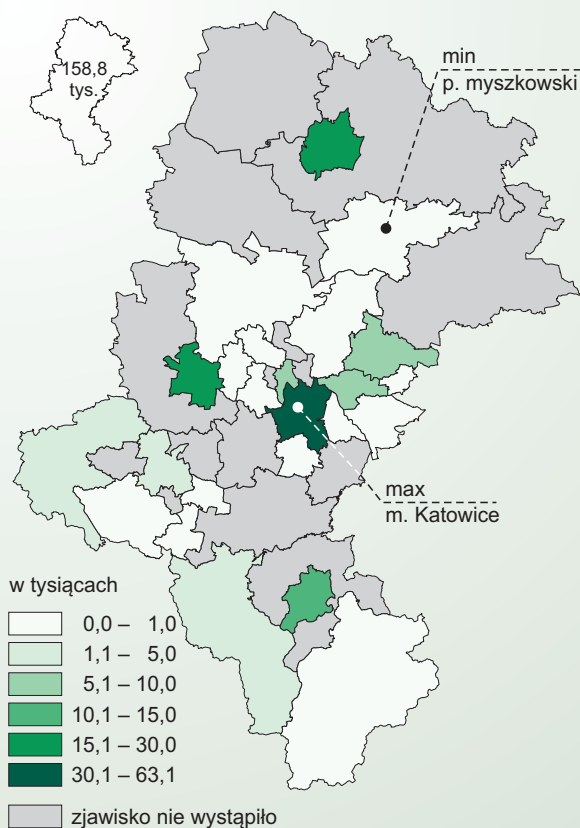 158,8
tys.
min
p. myszkowski
max
m. Katowice
w tysiącach
0,0 – 1,0
1,1 – 5,0
5,1 – 10,0
10,1 – 15,0
15,1 – 30,0
30,1 – 63,1
zjawisko nie wystąpiło